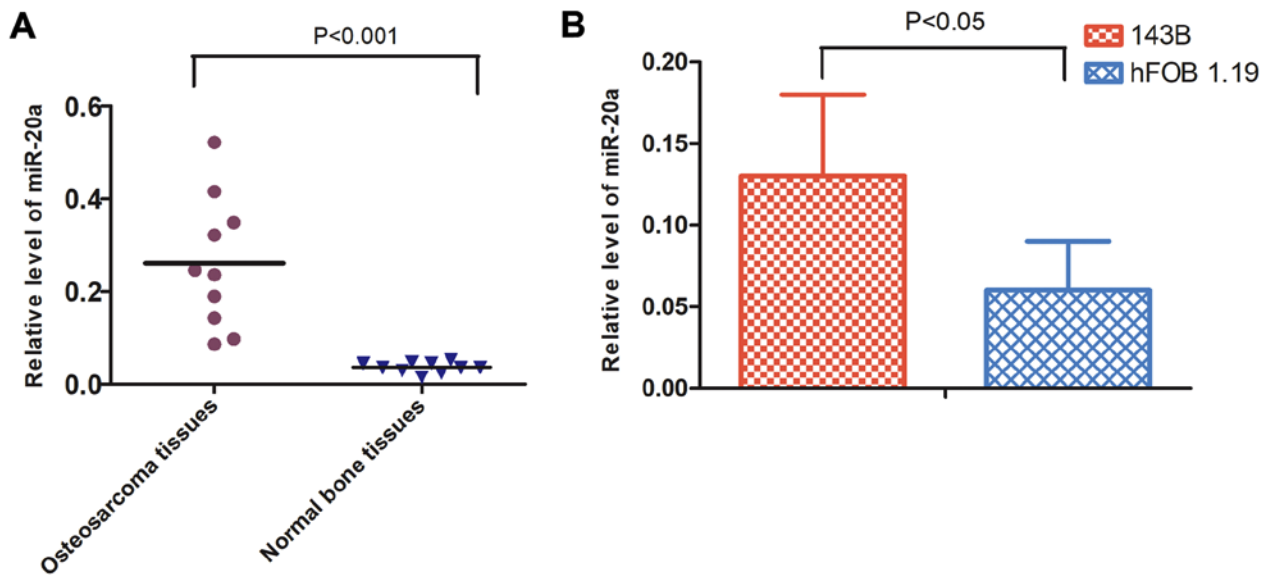 A
P<0.001
Relative level of miR-20a
0.6
0.4
0.2
0.0
Osteosarcoma tissues
Normal bone tissues
B
P<0.05
143B
hFOB 1.19
Relative level of miR-20a
0.20
0.15
0.10
0.05
0.00